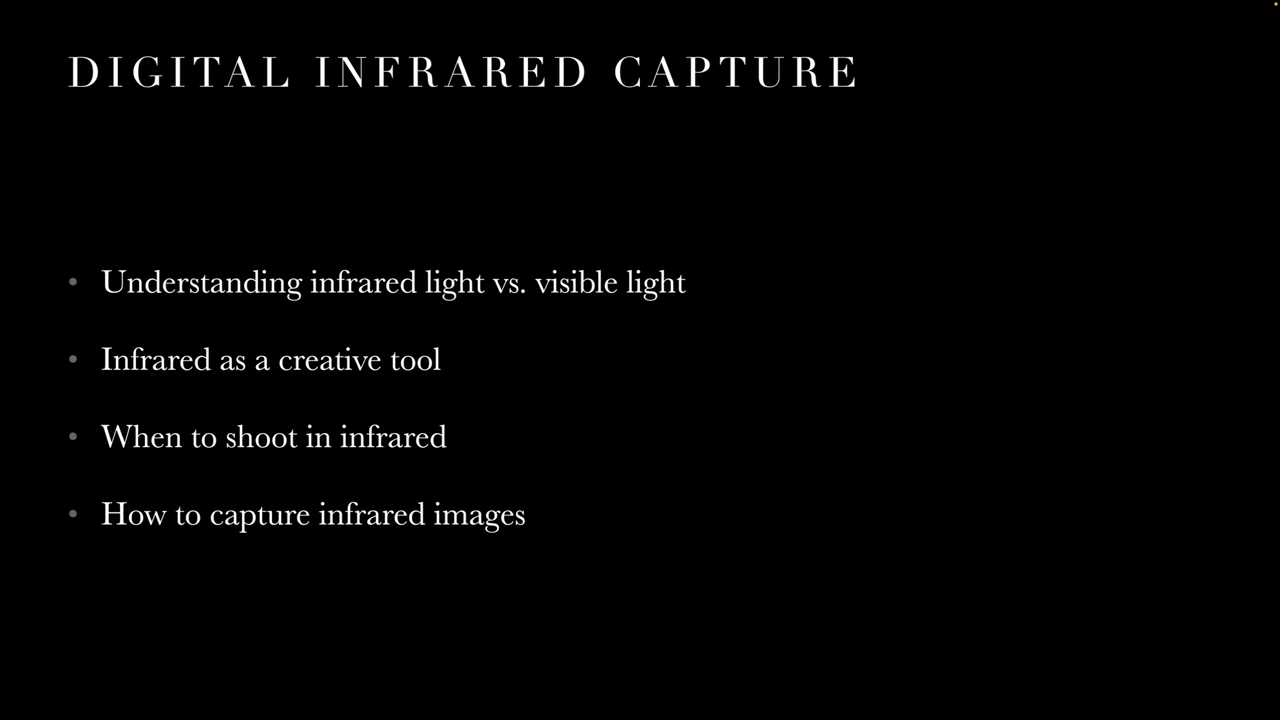 DIGITAL INFRARED CAPTURE
• Understanding infrared light vs. visible light
• Infrared as a creative tool
• When to shoot in infrared
• How to capture infrared images